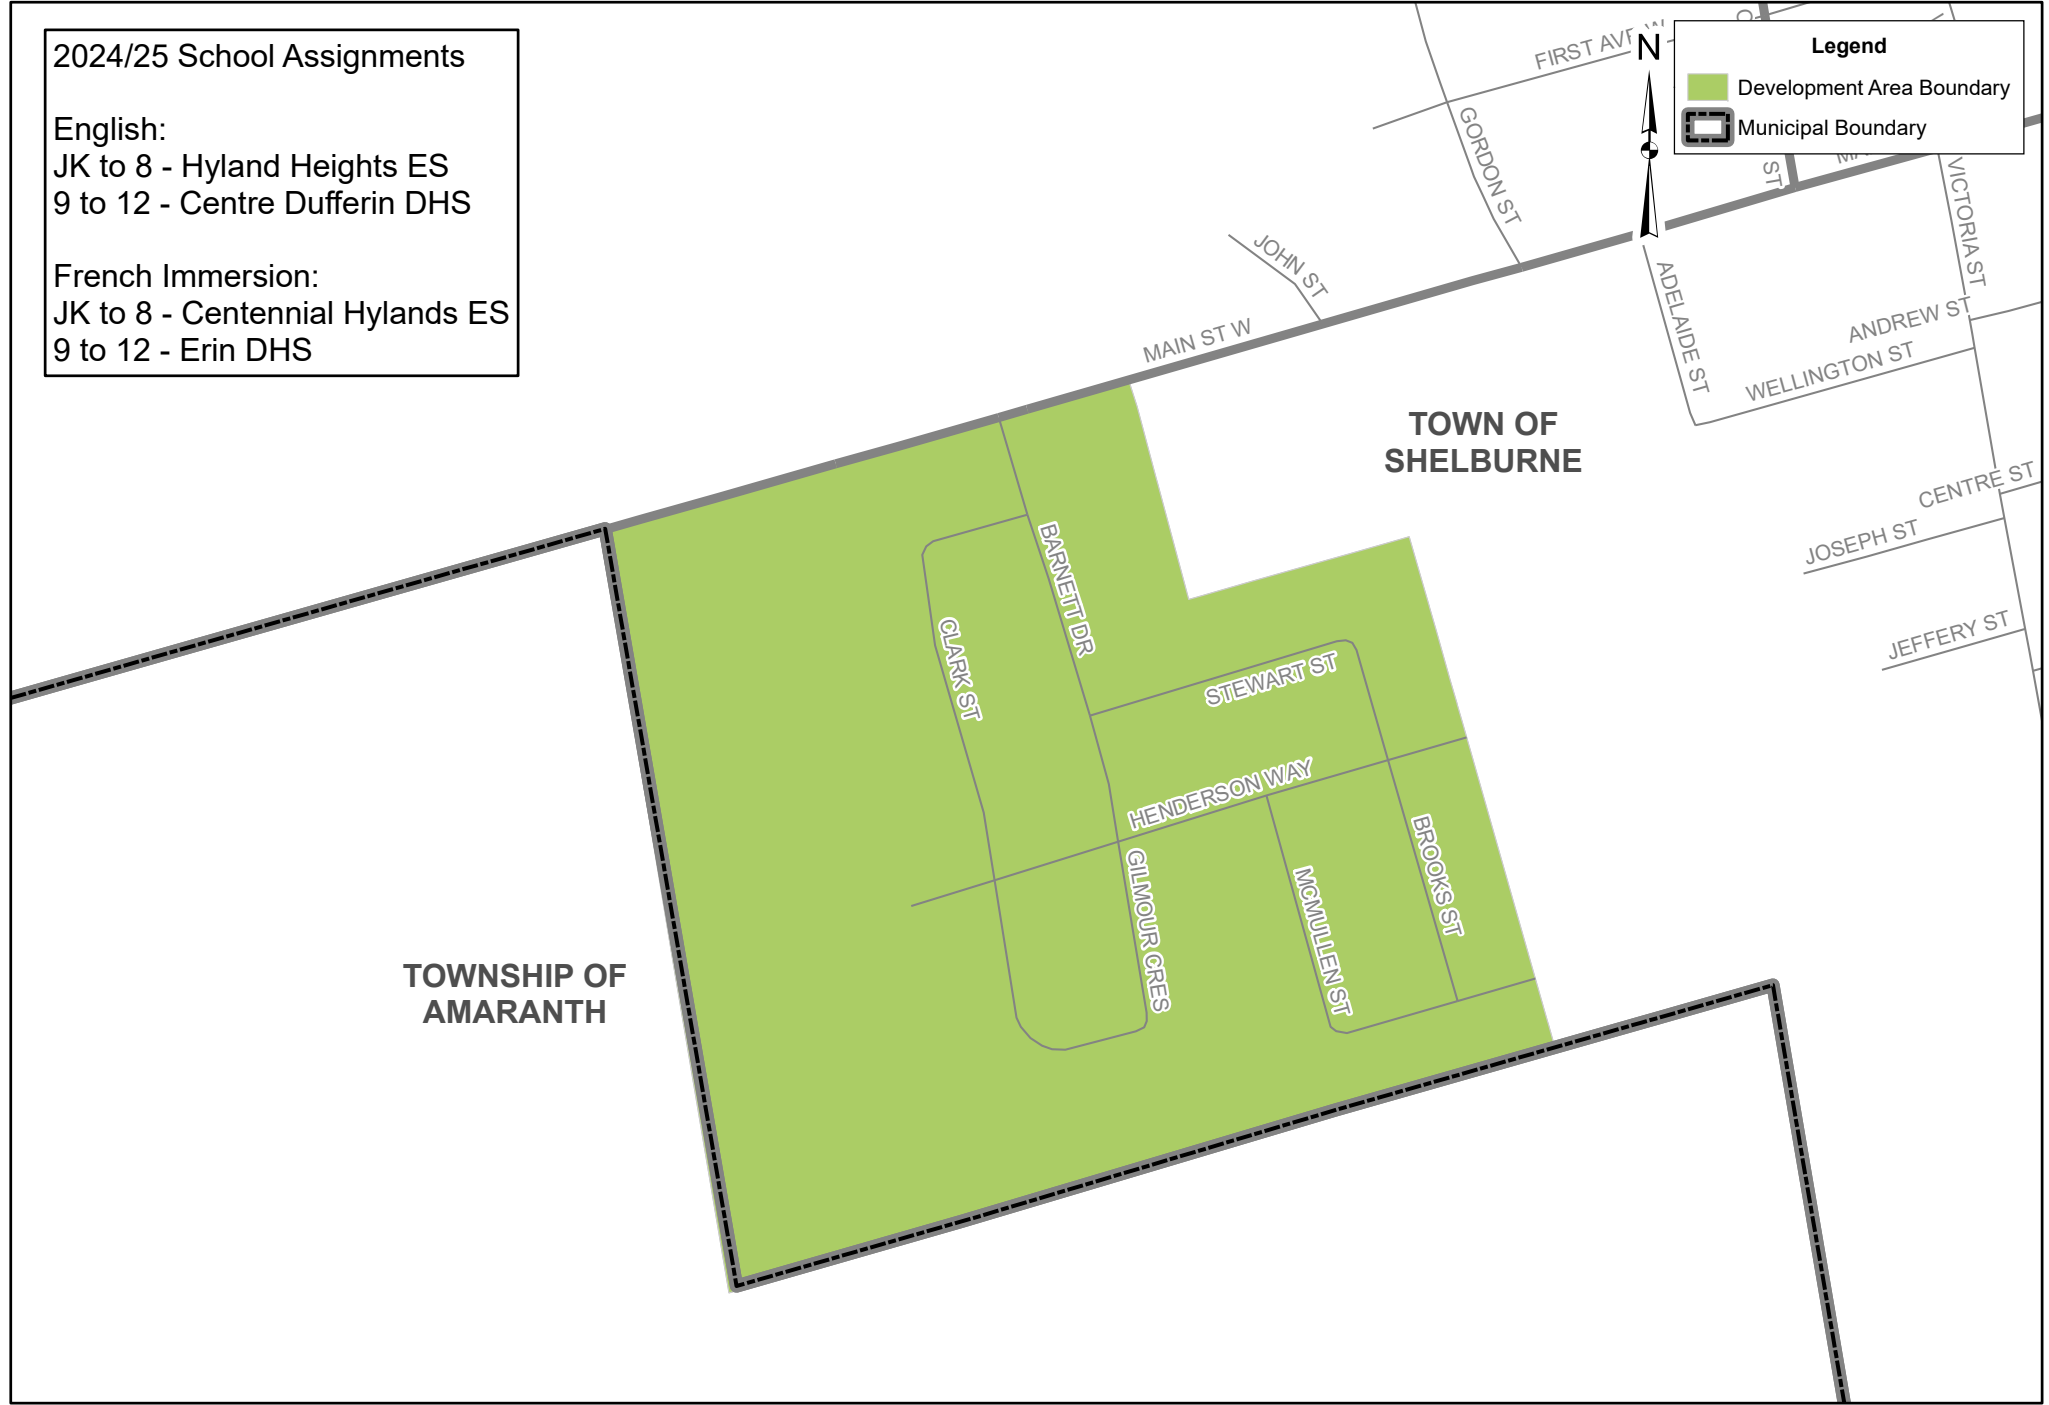 2024/25 School Assignments
English:
JK to 8 - Hyland Heights ES
9 to 12 - Centre Dufferin DHS
French Immersion:
JK to 8 - Centennial Hylands ES
9 to 12 - Erin DHS
N
Legend
Development Area Boundary
Municipal Boundary
FIRST AVE W
GORDON ST
ST
VICTORIA ST
JOHN ST
MAIN ST W
ADELAIDE ST
ANDREW ST
WELLINGTON ST
TOWN OF
SHELBURNE
CENTRE ST
JOSEPH ST
JEFFERY ST
BARNETT DR
CLARK ST
STEWART ST
HENDERSON WAY
BROOKS ST
GILMOUR CRES
MCMULLEN ST
TOWNSHIP OF
AMARANTH